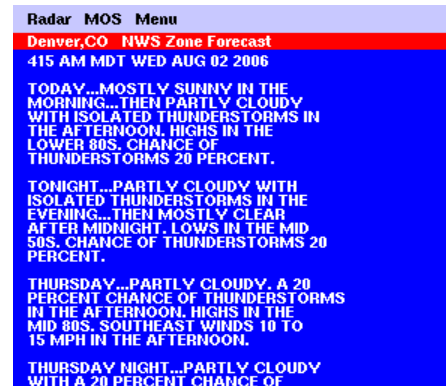 Radar MOS Menu
Denver,CO NWS Zone Forecast
415 AM MDT WED AUG 02 2006
TODAY...MOSTLY SUNNY IN THE
MORNING...THEN PARTLY CLOUDY
WITH ISOLATED THUNDERSTORMS IN
THE AFTERNOON. HIGHS IN THE
LOWER 80S. CHANCE OF
THUNDERSTORMS 20 PERCENT.
TONIGHT...PARTLY CLOUDY WITH
ISOLATED THUNDERSTORMS IN THE
EVENING...THEN MOSTLY CLEAR
AFTER MIDNIGHT. LOWS IN THE MID
50S. CHANCE OF THUNDERSTORMS 20
PERCENT.
THURSDAY...PARTLY CLOUDY. A 20
PERCENT CHANCE OF THUNDERSTORMS
IN THE AFTERNOON. HIGHS IN THE
MID 80S. SOUTHEAST WINDS 10 TO
15 MPH IN THE AFTERNOON.
THURSDAY NIGHT...PARTLY CLOUDY
WITH A 20 PERCENT CHANCE OF